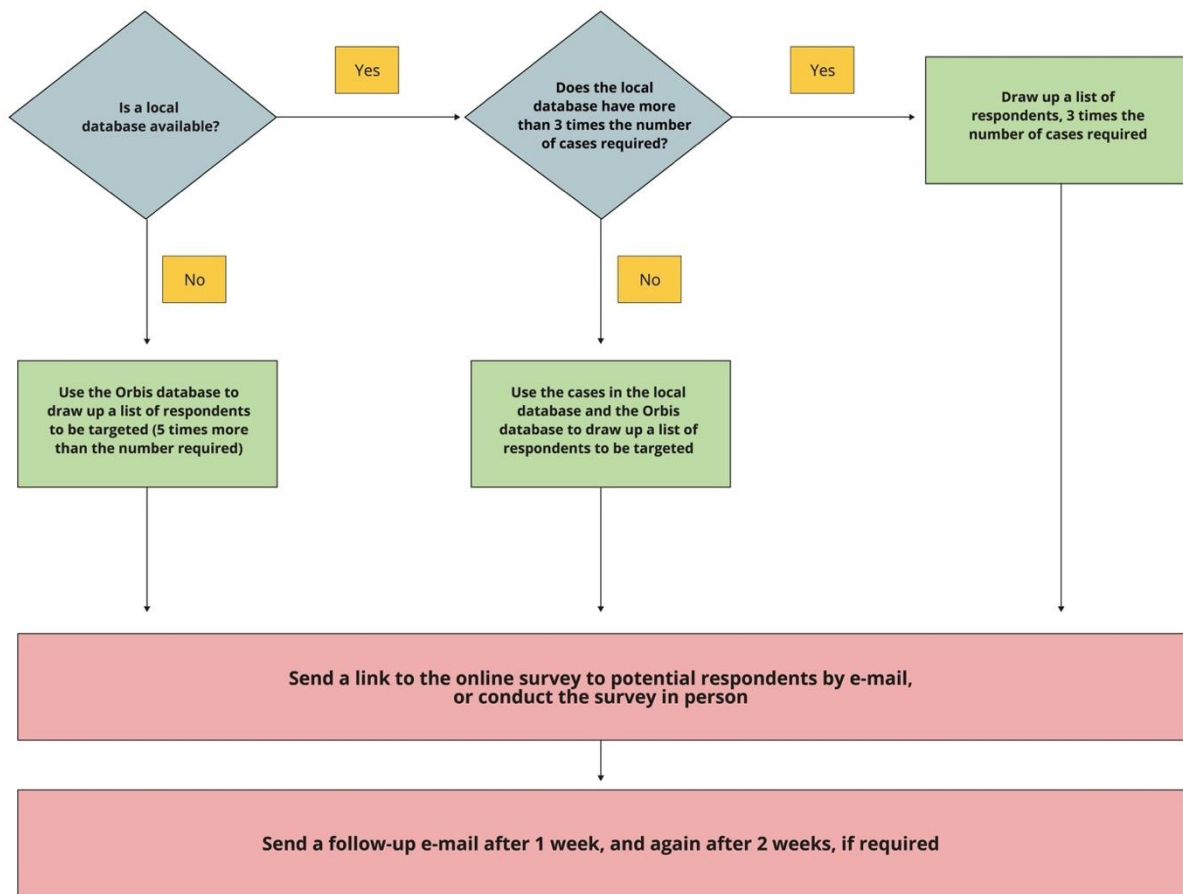 Is a local
database available?
Yes
Does the local
database have more
than 3 times the number
of cases required?
Yes
Draw up a list of
respondents, 3 times the
number of cases required
No
No
Use the Orbis database to
draw up a list of respondents
to be targeted (5 times more
than the number required)
Use the cases in the local
database and the Orbis
database to draw up a list of
respondents to be targeted
Send a link to the online survey to potential respondents by e-mail,
or conduct the survey in person
Send a follow-up e-mail after 1 week, and again after 2 weeks, if required